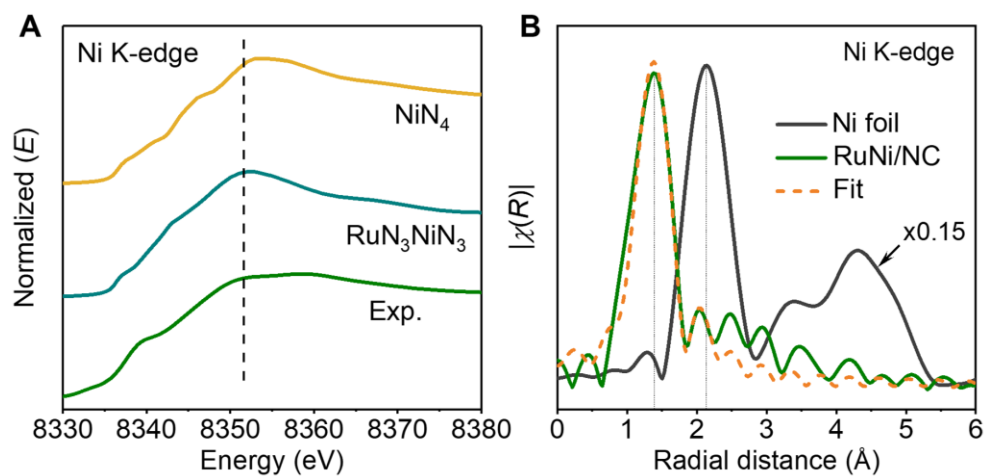 A
Ni K-edge
NiN₄
RuN₃NiN₃
Exp.
Normalized (E)
8330 8340 8350 8360 8370 8380
Energy (eV)
B
Ni K-edge
Ni foil
RuNi/NC
Fit
x0.15
|χ(R)|
0 1 2 3 4 5 6
Radial distance (Å)